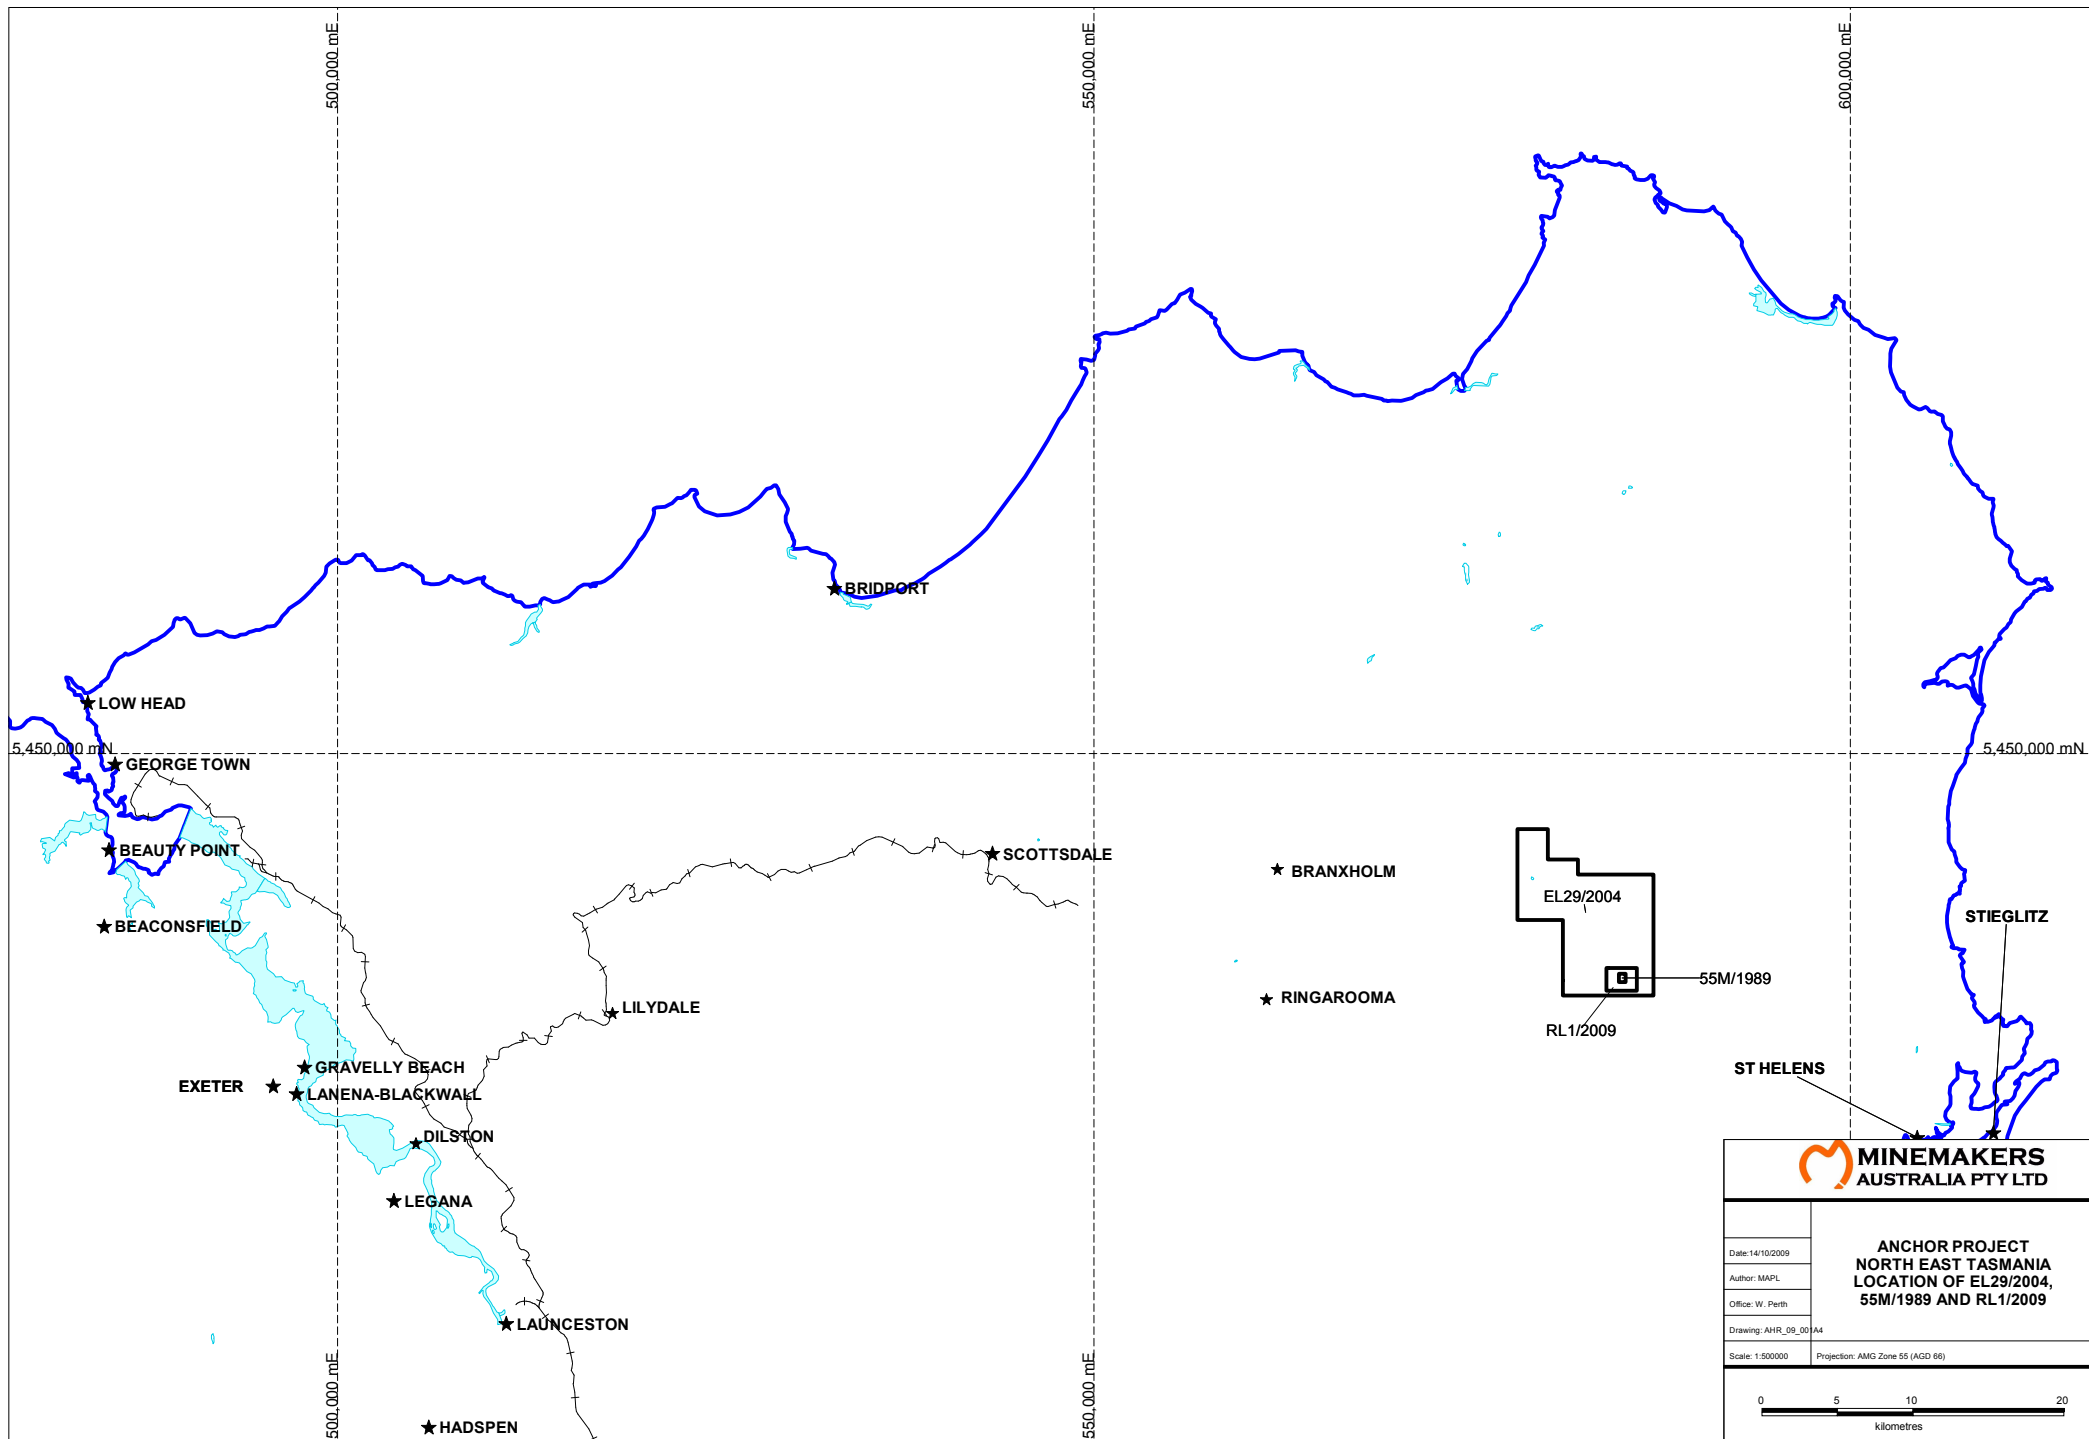 500,000 mE
550,000 mE
600,000 mE
BRIDPORT
LOW HEAD
5,450,000 mN
5,450,000 mN
GEORGE TOWN
BEAUTY POINT
SCOTTSDALE
BRANXHOLM
EL29/2004
STIEGLITZ
BEACONSFIELD
55M/1989
RINGAROOMA
LILYDALE
RL1/2009
GRAVELLY BEACH
ST HELENS
EXETER
LANENA-BLACKWALL
DILSTON
LEGANA
LAUNCESTON
HADSPEN
500,000 mE
550,000 mE
MINEMAKERS
AUSTRALIA PTY LTD
Date:14/10/2009
Author: MAPL
Office: W. Perth
Drawing: AHR_09_001A4
Scale: 1:500000
Projection: AMG Zone 55 (AGD 66)
ANCHOR PROJECT
NORTH EAST TASMANIA
LOCATION OF EL29/2004,
55M/1989 AND RL1/2009
0 5 10 20
kilometres